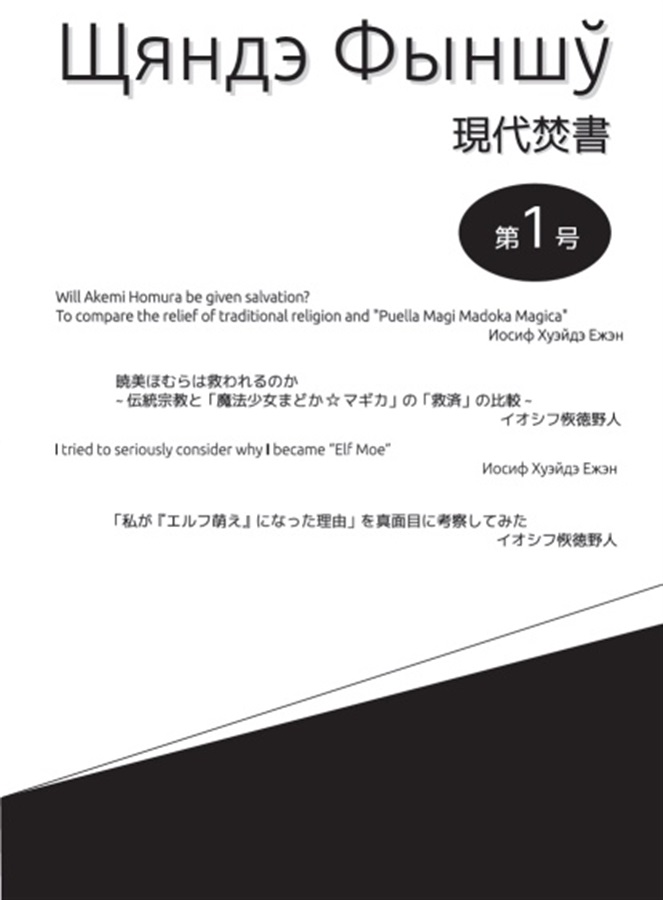 Щяндэ Фыншў
現代焚書
第1号
Will Akemi Homura be given salvation?
To compare the relief of traditional religion and "Puella Magi Madoka Magica"
Иосиф Хуэйдэ Ежэн
暁美ほむらは救われるのか
~ 伝統宗教と「魔法少女まどか☆マギカ」の「救済」の比較 ~
イオシフ恢徳野人
I tried to seriously consider why I became "Elf Moe"
Иосиф Хуэйдэ Ежэн
「私が『エルフ萌え』になった理由」を真面目に考察してみた
イオシフ恢徳野人